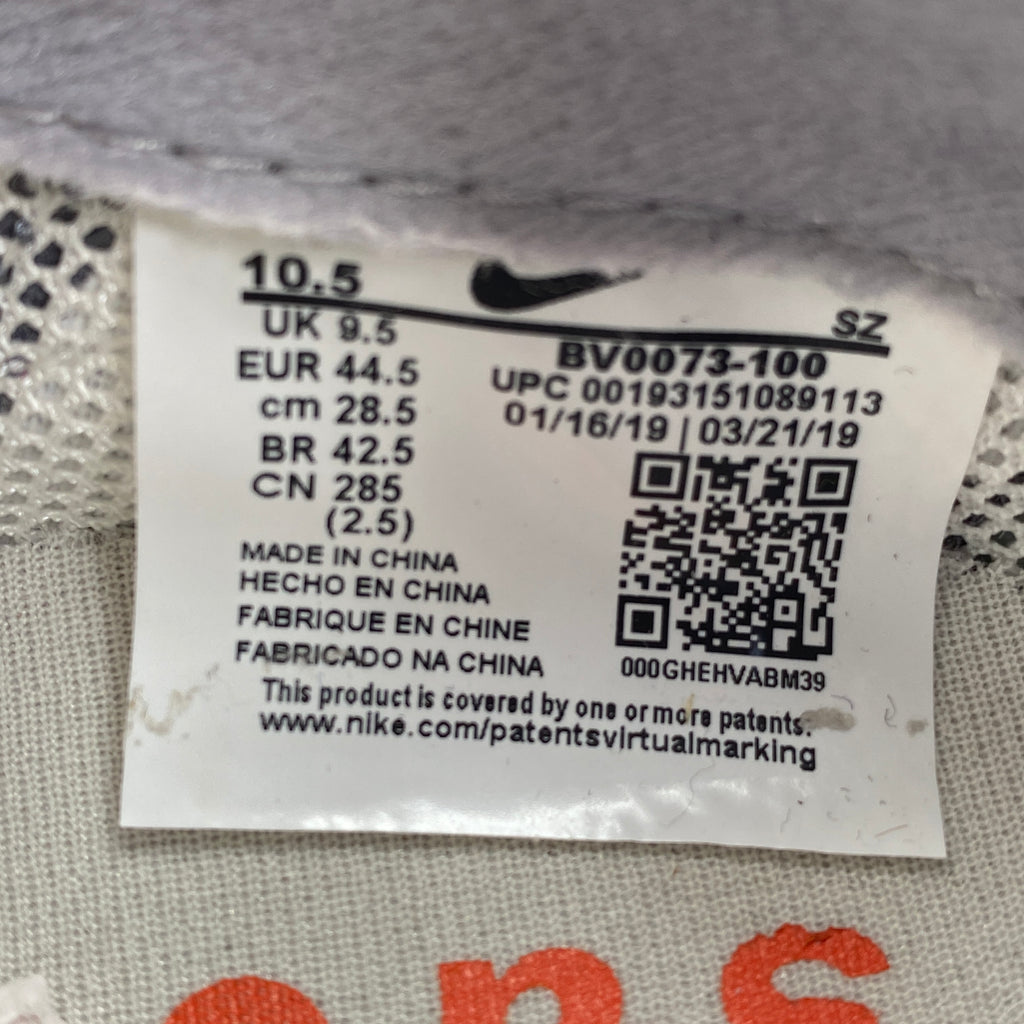 10.5
SZ
UK 9.5
BV0073-100
EUR 44.5
UPC 00193151089113
cm 28.5
01/16/19 | 03/21/19
BR 42.5
CN 285
(2.5)
MADE IN CHINA
HECHO EN CHINA
FABRIQUE EN CHINE
FABRICADO NA CHINA
000GHEHVABM39
This product is covered by one or more patents.
www.nike.com/patentsvirtualmarking
ons